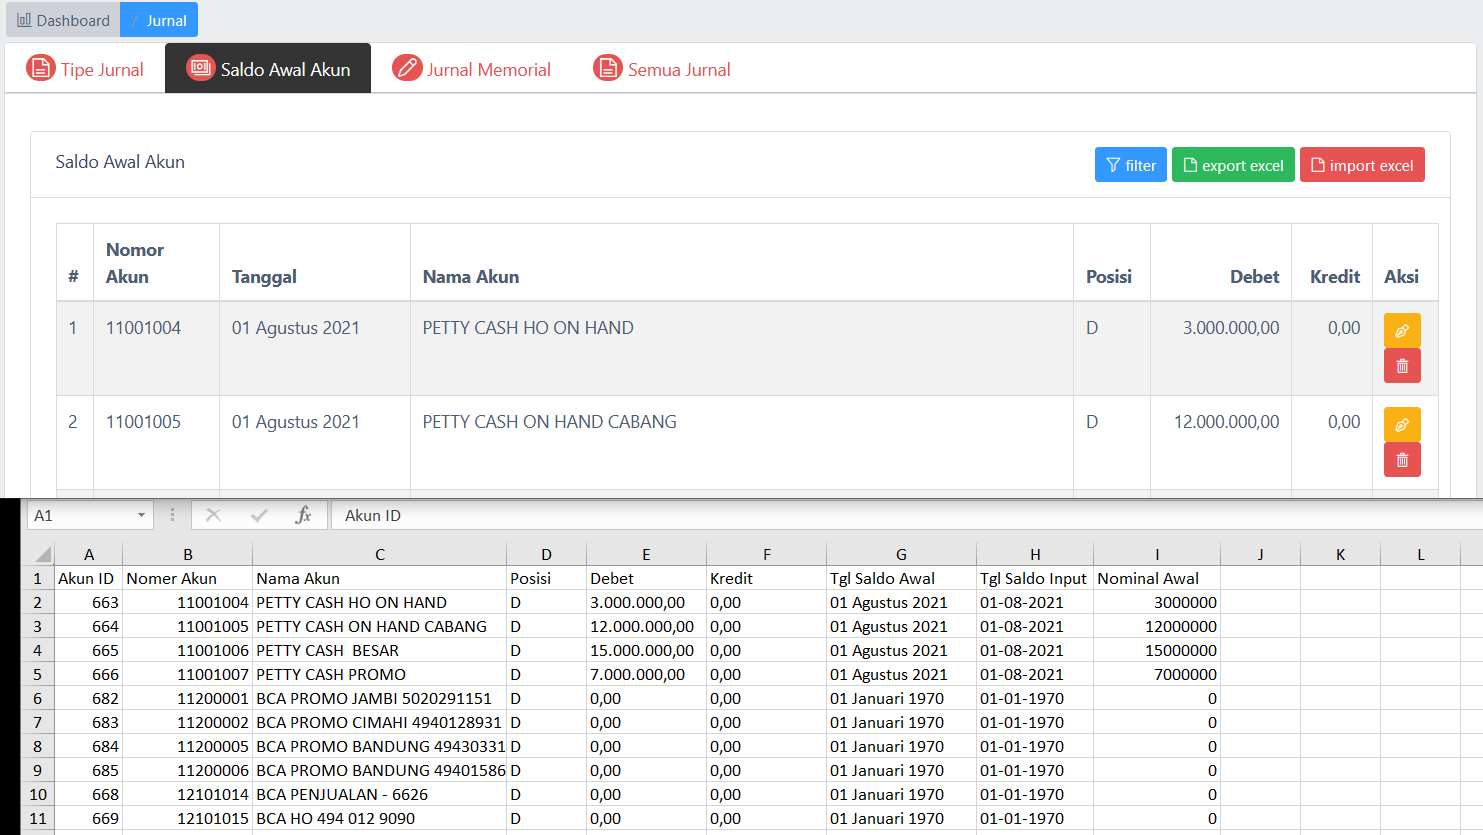 Dashboard / Jurnal
Tipe Jurnal Saldo Awal Akun Jurnal Memorial Semua Jurnal
Saldo Awal Akun filter export excel import excel
# Nomor Akun Tanggal Nama Akun Posisi Debet Kredit Aksi
1 11001004 01 Agustus 2021 PETTY CASH HO ON HAND D 3.000.000,00 0,00
2 11001005 01 Agustus 2021 PETTY CASH ON HAND CABANG D 12.000.000,00 0,00
A1 fx Akun ID
A B C D E F G H I J K L
1 Akun ID Nomer Akun Nama Akun Posisi Debet Kredit Tgl Saldo Awal Tgl Saldo Input Nominal Awal
2 663 11001004 PETTY CASH HO ON HAND D 3.000.000,00 0,00 01 Agustus 2021 01-08-2021 3000000
3 664 11001005 PETTY CASH ON HAND CABANG D 12.000.000,00 0,00 01 Agustus 2021 01-08-2021 12000000
4 665 11001006 PETTY CASH  BESAR D 15.000.000,00 0,00 01 Agustus 2021 01-08-2021 15000000
5 666 11001007 PETTY CASH PROMO D 7.000.000,00 0,00 01 Agustus 2021 01-08-2021 7000000
6 682 11200001 BCA PROMO JAMBI 5020291151 D 0,00 0,00 01 Januari 1970 01-01-1970 0
7 683 11200002 BCA PROMO CIMAHI 4940128931 D 0,00 0,00 01 Januari 1970 01-01-1970 0
8 684 11200005 BCA PROMO BANDUNG 49430331 D 0,00 0,00 01 Januari 1970 01-01-1970 0
9 685 11200006 BCA PROMO BANDUNG 49401586 D 0,00 0,00 01 Januari 1970 01-01-1970 0
10 668 12101014 BCA PENJUALAN - 6626 D 0,00 0,00 01 Januari 1970 01-01-1970 0
11 669 12101015 BCA HO 494 012 9090 D 0,00 0,00 01 Januari 1970 01-01-1970 0